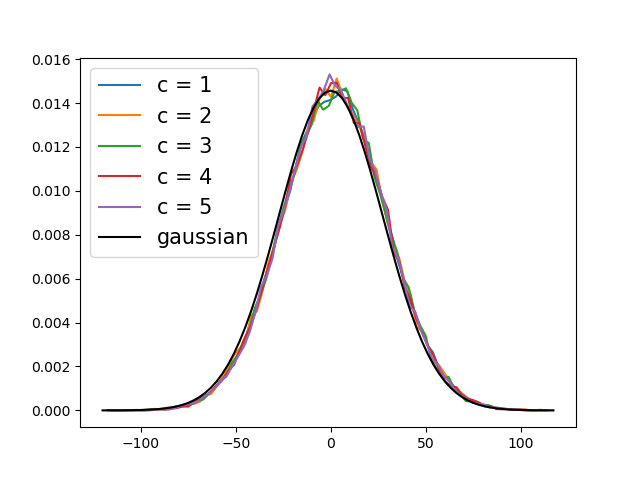 0.016
0.014
0.012
0.010
0.008
0.006
0.004
0.002
0.000
c = 1
c = 2
c = 3
c = 4
c = 5
gaussian
−100
−50
0
50
100